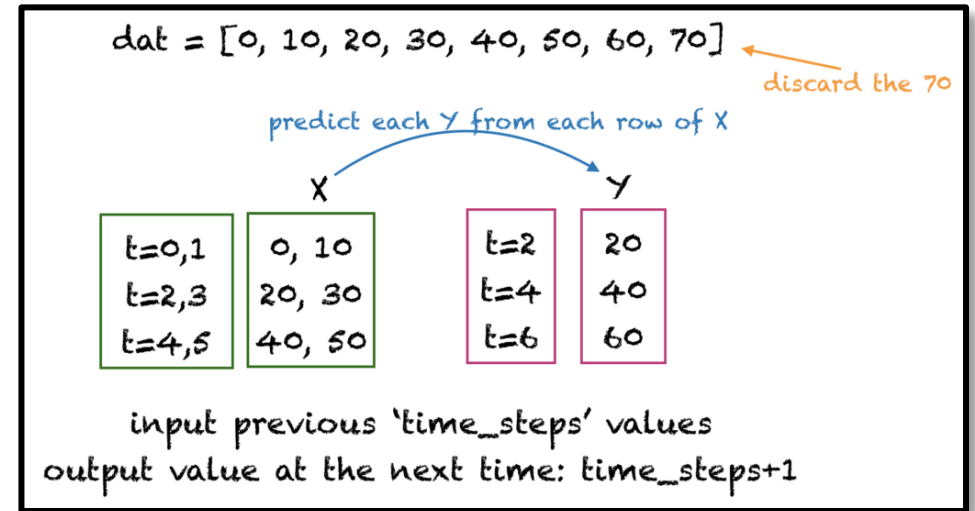 dat = [0, 10, 20, 30, 40, 50, 60, 70]
discard the 70
predict each Y from each row of X
X Y
t=0,1 0, 10 t=2 20
t=2,3 20, 30 t=4 40
t=4,5 40, 50 t=6 60
input previous ‘time_steps’ values
output value at the next time: time_steps+1